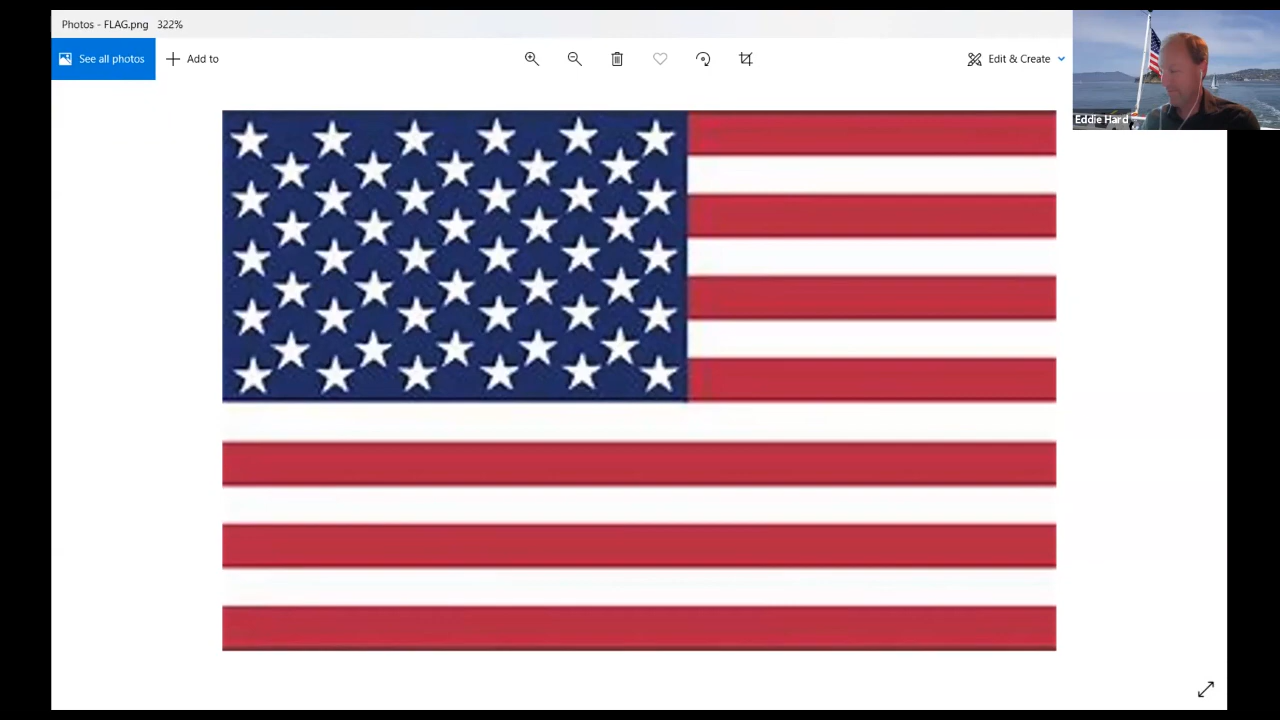 Photos - FLAG.png 322%
See all photos
Add to
Edit & Create
Eddie Hard